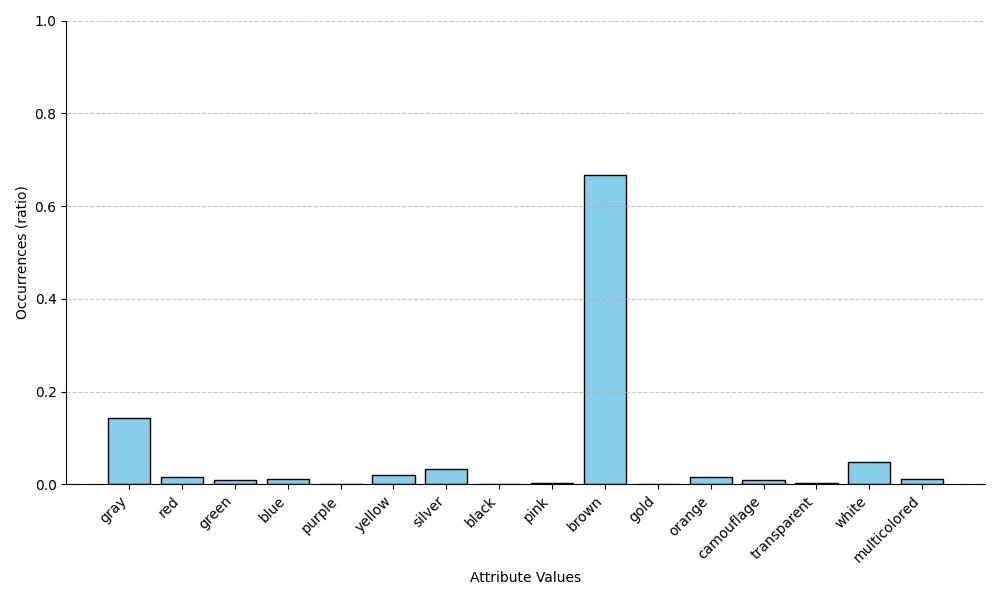 1.0
0.8
0.6
0.4
0.2
0.0
Occurrences (ratio)
gray
red
green
blue
purple
yellow
silver
black
pink
brown
gold
orange
camouflage
transparent
white
multicolored
Attribute Values